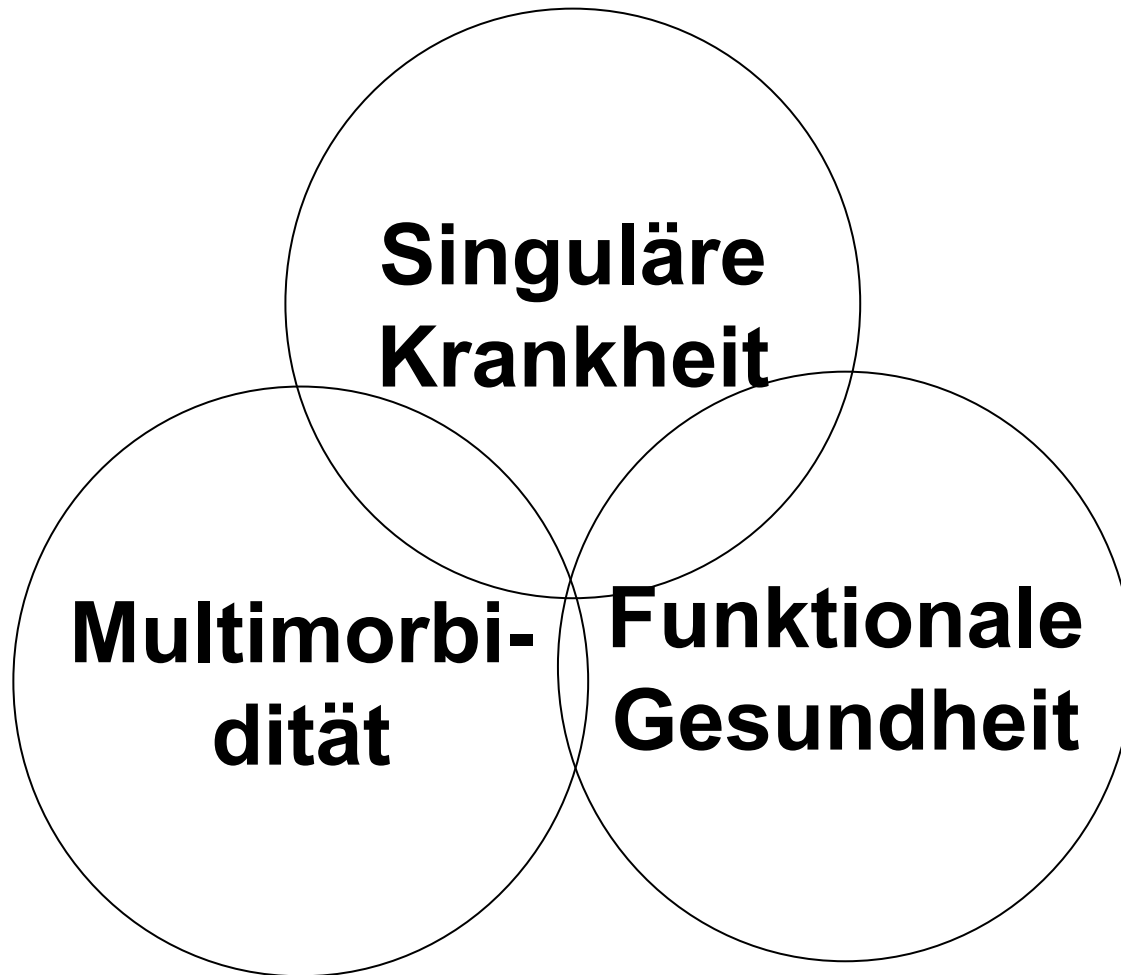 Singuläre
Krankheit
Multimorbi-
dität
Funktionale
Gesundheit